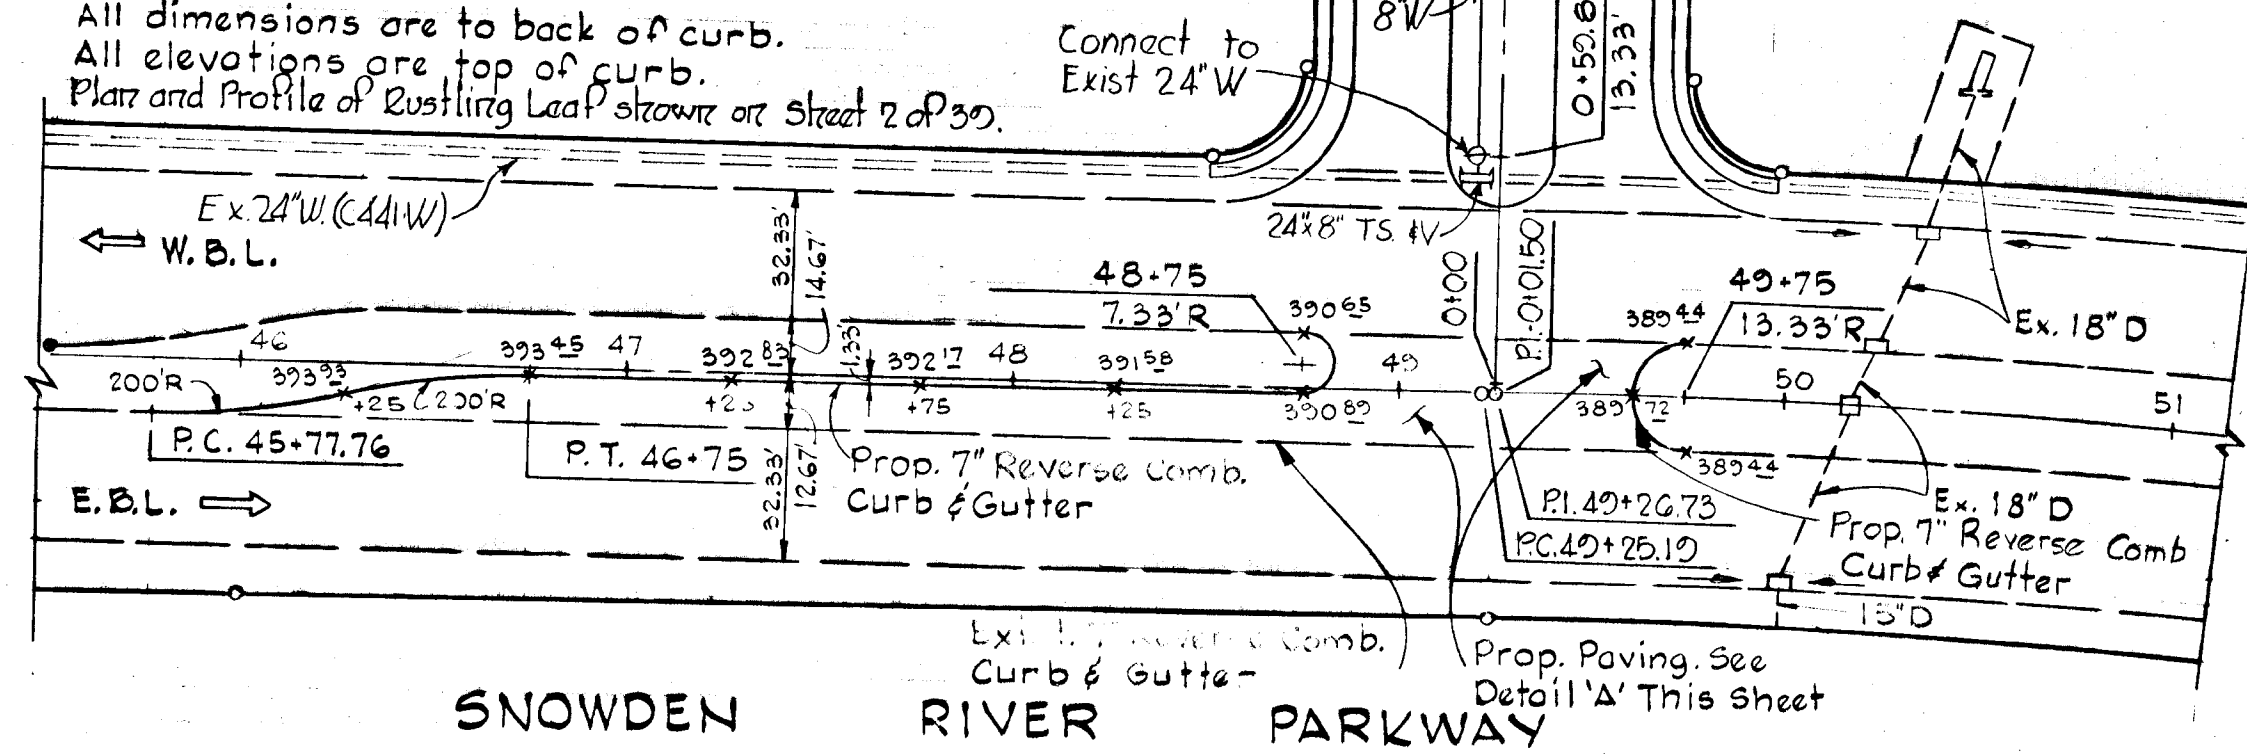 All dimensions are to back of curb.
All elevations are top of curb.
Plan and Profile of Rustling Leaf shown on Sheet 2 of 39.
Connect to
Exist 24" W
8"W
0+59.8
13.33'
Ex. 24"W. (C441·W)
W.B.L.
32.33'
14.67'
24"x8" T.S. & V
0+00
P.I. 0+01.50
48+75
7.33'R
390 65
49+75
13.33'R
389 44
Ex. 18" D
46
393 45
47
392 83
1.33'
392 17
48
391 58
49
50
51
200'R
393 93
+25
200'R
+75
+25
390 89
389 72
P.C. 45+77.76
P.T. 46+75
32.33'
12.67'
Prop. 7" Reverse Comb.
Curb & Gutter
389 44
E.B.L.
P.I. 49+26.73
P.C. 49+25.19
Ex. 18" D
Prop. 7" Reverse Comb
Curb & Gutter
15"D
Comb.
Curb & Gutter
Prop. Paving. See
Detail 'A' This Sheet
SNOWDEN RIVER PARKWAY